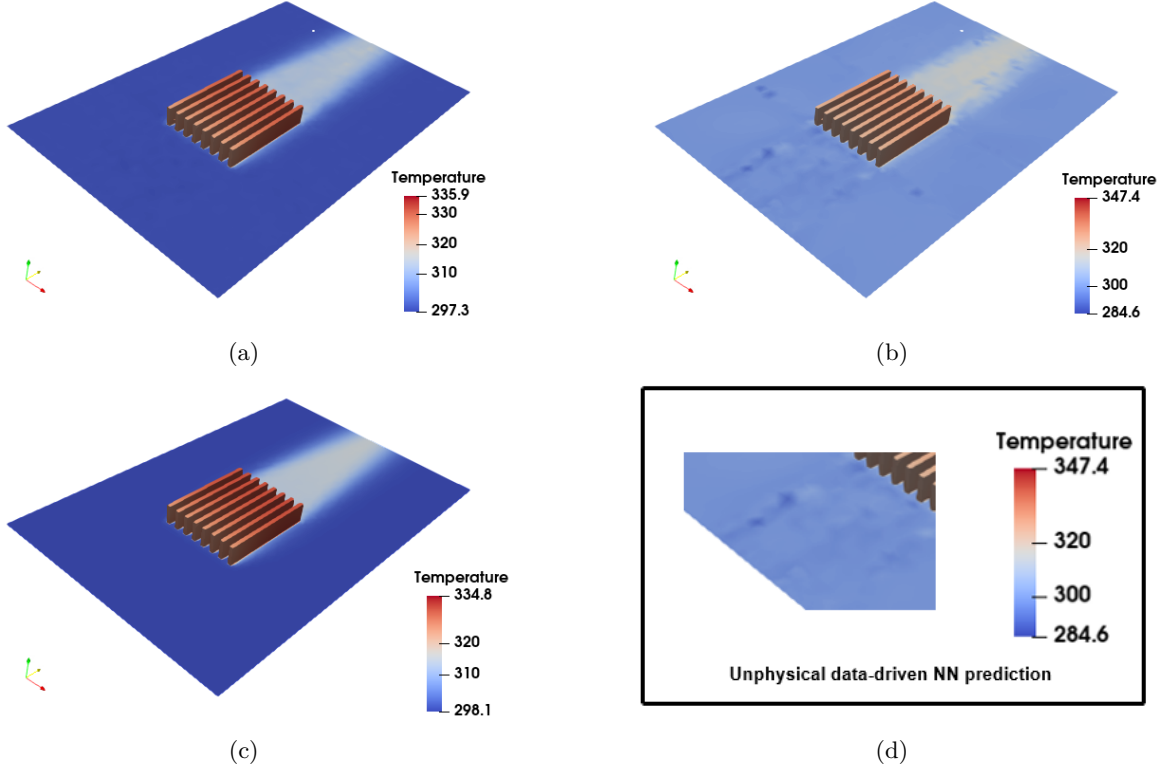 Temperature
335.9
330
320
310
297.3
(a)
Temperature
347.4
320
300
284.6
(b)
Temperature
334.8
320
310
298.1
(c)
Temperature
347.4
320
300
284.6
Unphysical data-driven NN prediction
(d)